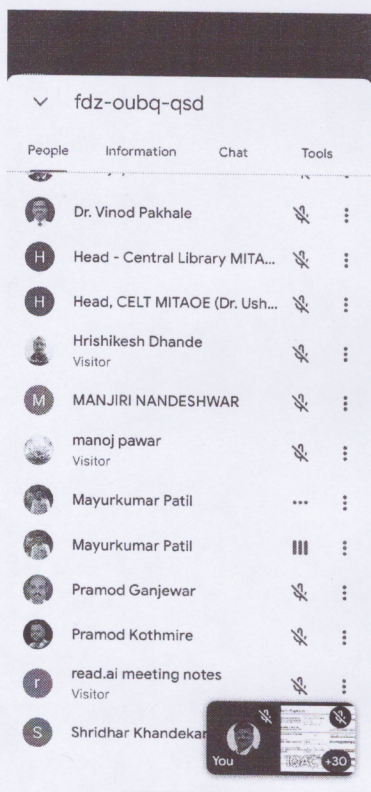 fdz-oubq-qsd
People Information Chat Tools
Dr. Vinod Pakhale
H Head - Central Library MITA...
H Head, CELT MITAOE (Dr. Ush...
Hrishikesh Dhande
Visitor
M MANJIRI NANDESHWAR
manoj pawar
Visitor
Mayurkumar Patil
Mayurkumar Patil
Pramod Ganjewar
Pramod Kothmire
r read.ai meeting notes
Visitor
S Shridhar Khandekar
You IQAC +30